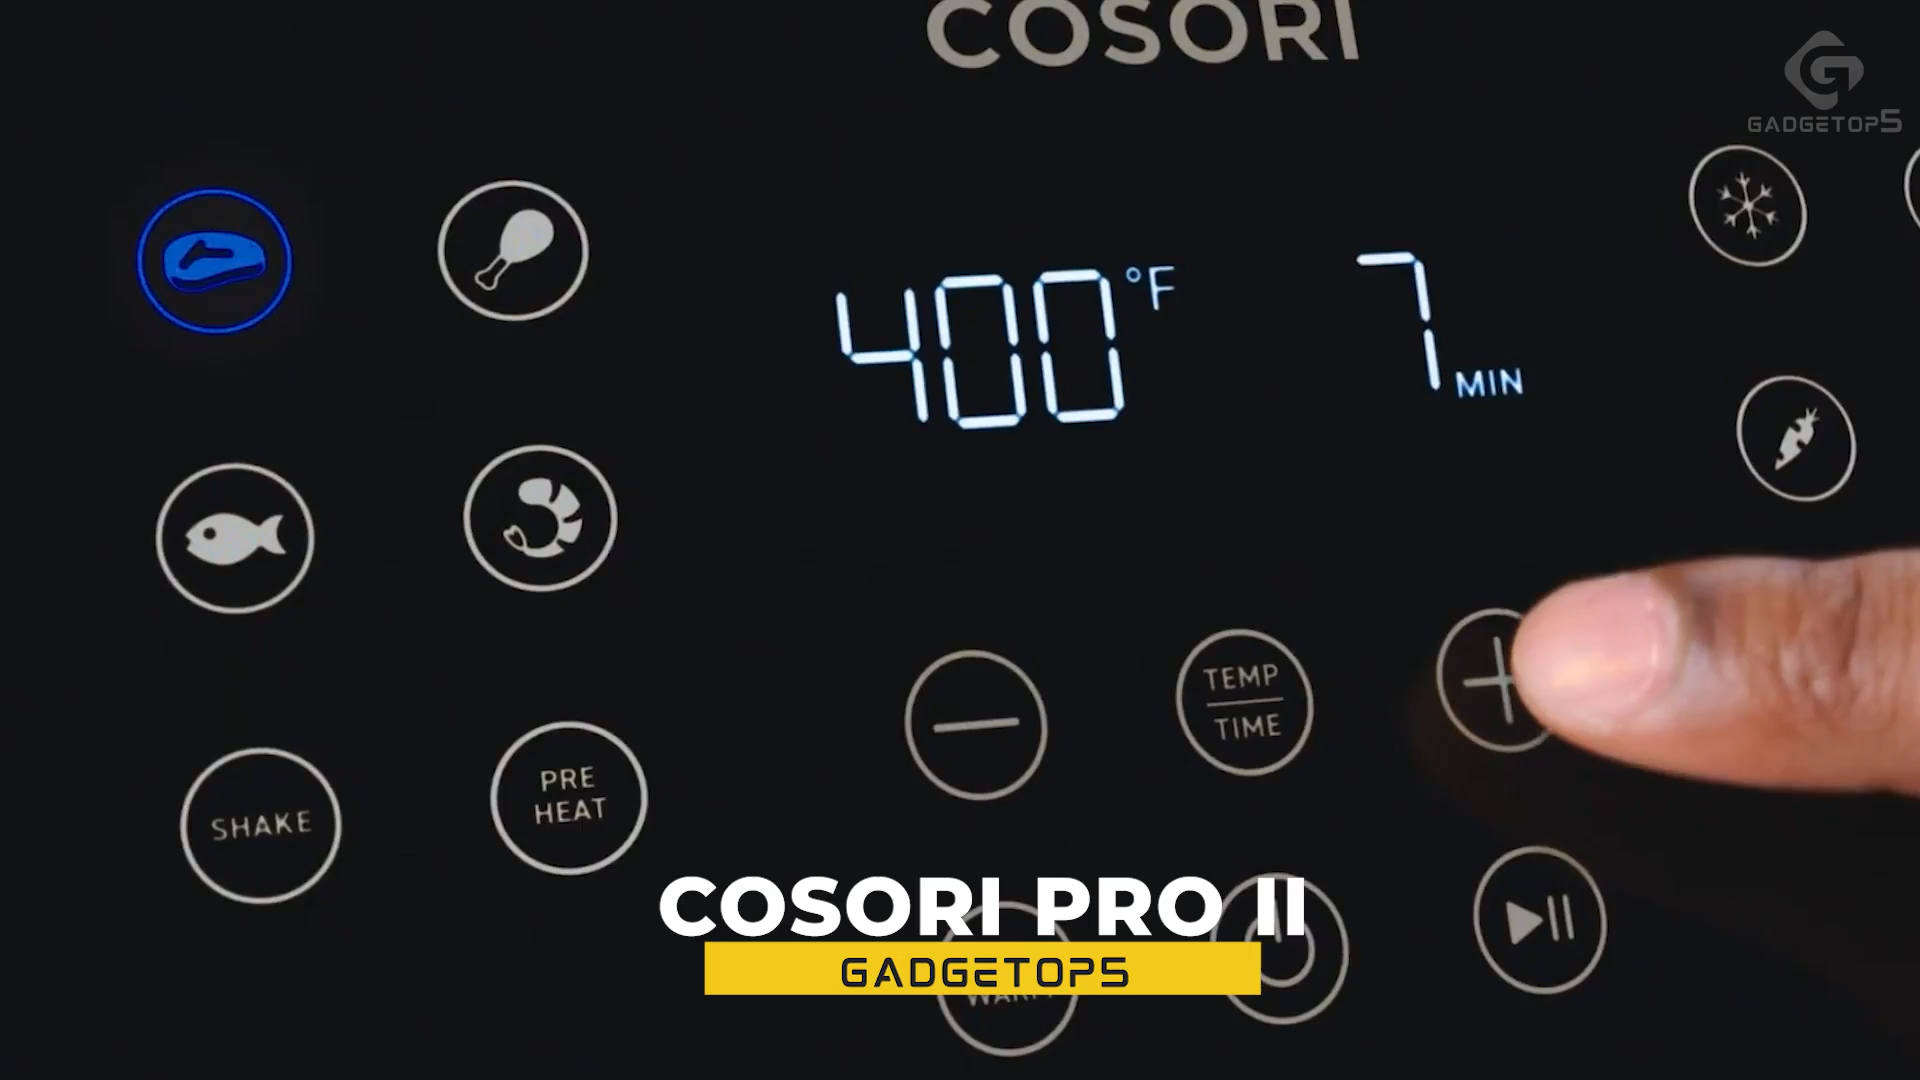 COSORI
GADGETOP5
400 °F
7 MIN
TEMP
TIME
PRE
HEAT
SHAKE
COSORI PRO II
GADGETOP5